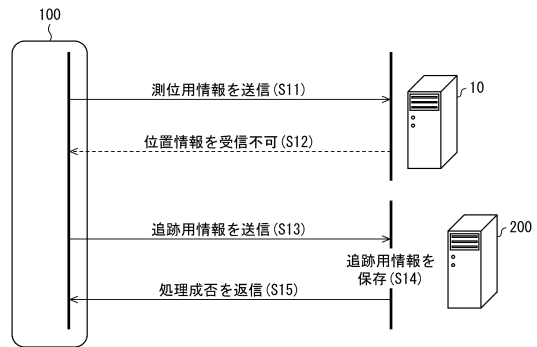 100
測位用情報を送信(S11)
10
位置情報を受信不可(S12)
追跡用情報を送信(S13)
200
追跡用情報を
保存(S14)
処理成否を返信(S15)